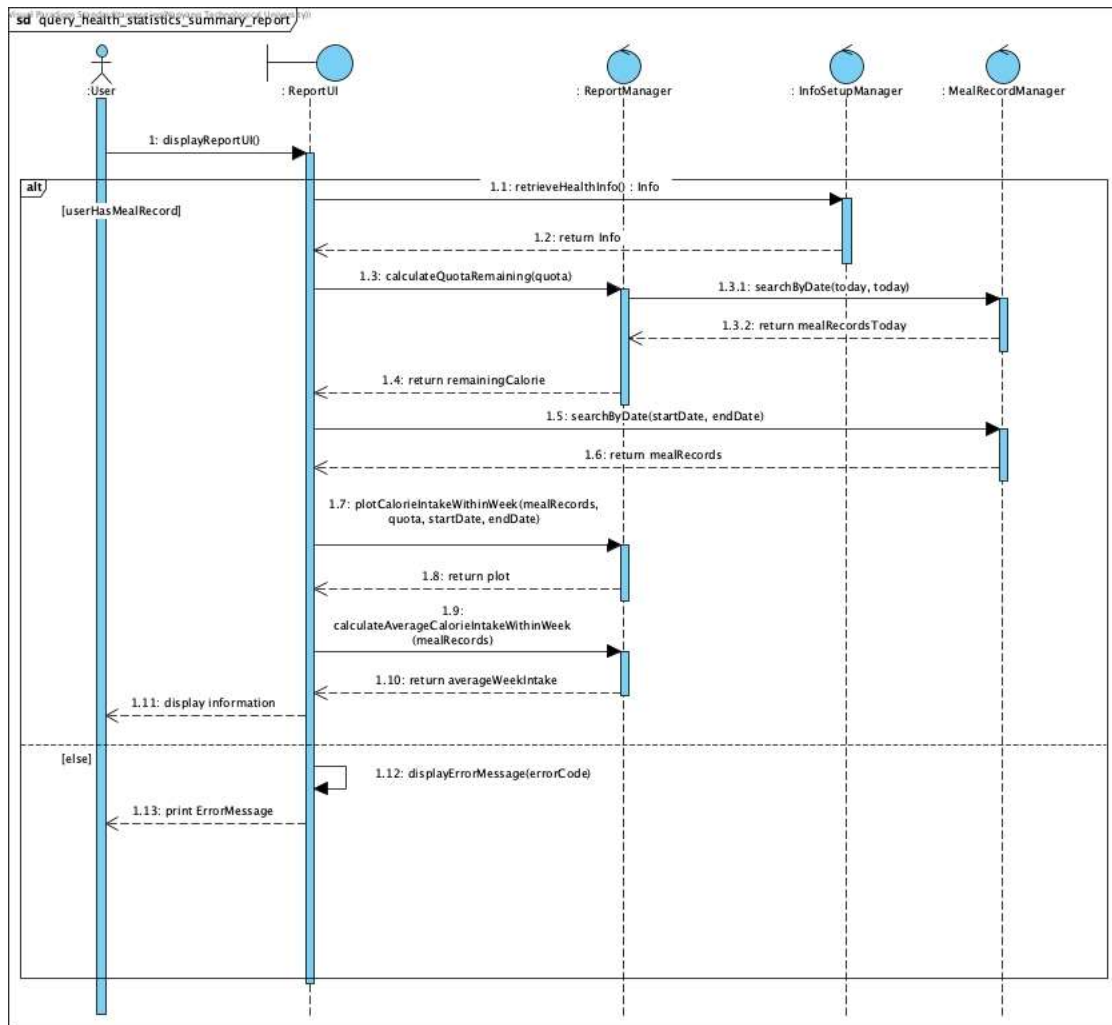 sd query_health_statistics_summary_report
:User
: ReportUI
: ReportManager
: InfoSetupManager
: MealRecordManager
1: displayReportUI()
alt
1.1: retrieveHealthInfo() : Info
[userHasMealRecord]
1.2: return Info
1.3: calculateQuotaRemaining(quota)
1.3.1: searchByDate(today, today)
1.3.2: return mealRecordsToday
1.4: return remainingCalorie
1.5: searchByDate(startDate, endDate)
1.6: return mealRecords
1.7: plotCalorieIntakeWithinWeek(mealRecords,
quota, startDate, endDate)
1.8: return plot
1.9:
calculateAverageCalorieIntakeWithinWeek
(mealRecords)
1.10: return averageWeekIntake
1.11: display information
[else]
1.12: displayErrorMessage(errorCode)
1.13: print ErrorMessage